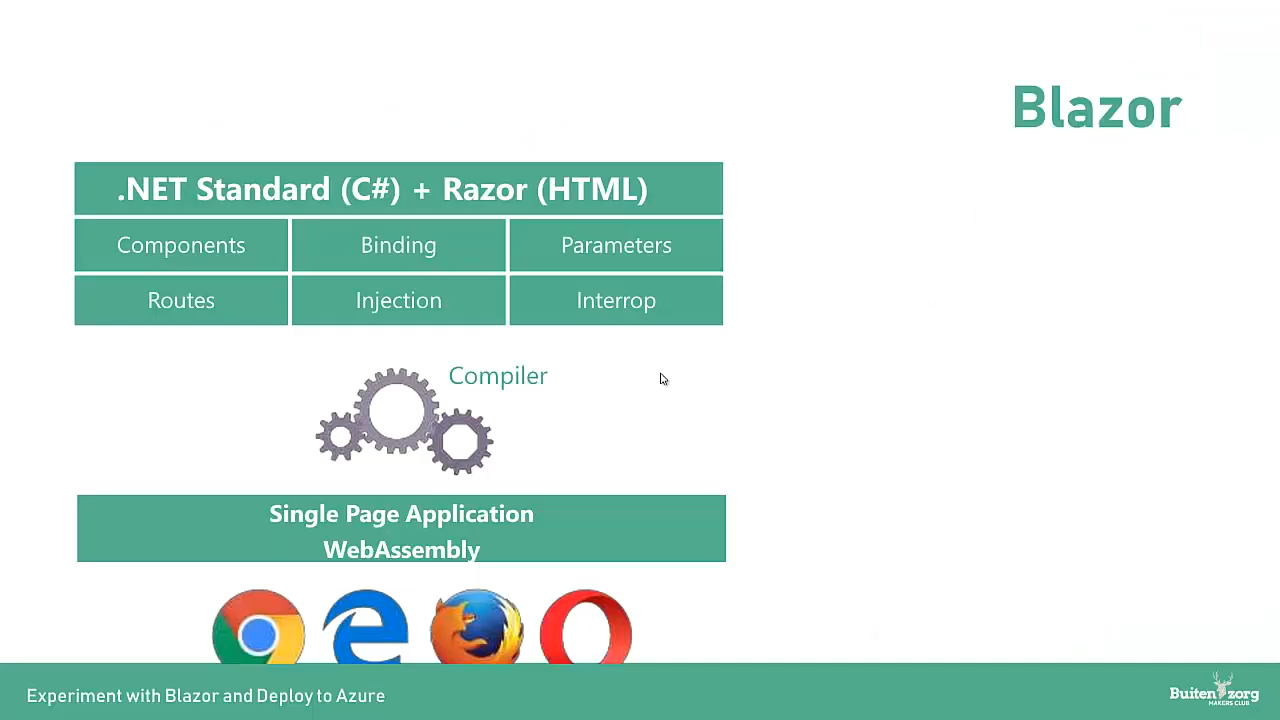 Blazor
.NET Standard (C#) + Razor (HTML)
Components Binding Parameters
Routes Injection Interrop
Compiler
Single Page Application
WebAssembly
Experiment with Blazor and Deploy to Azure
Buitenzorg
MAKERS CLUB